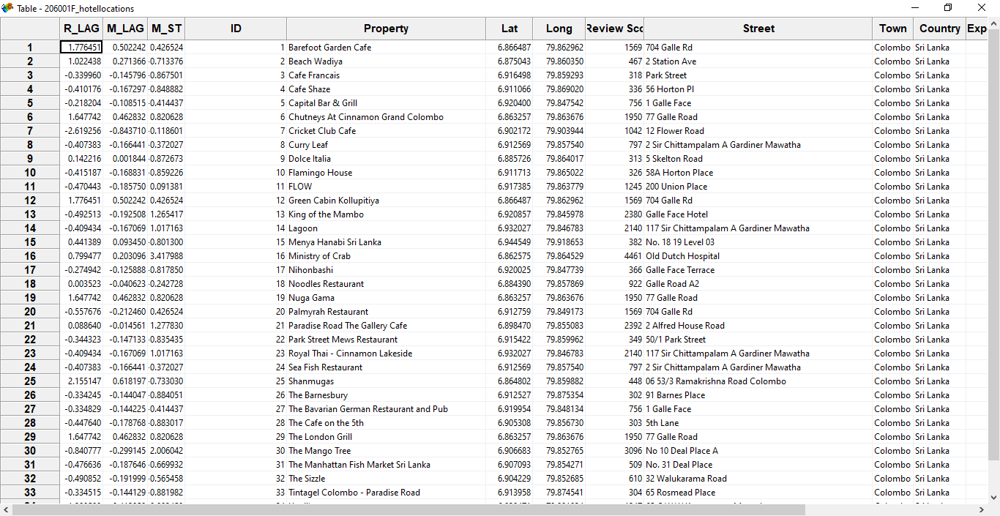 Table - 206001F_hotellocations
R_LAG M_LAG M_ST ID Property Lat Long Review Sco Street Town Country Exp
1 1.776451 0.502242 0.426524 1 Barefoot Garden Cafe 6.866487 79.862962 1569 704 Galle Rd Colombo Sri Lanka
2 1.022438 0.271366 -0.713376 2 Beach Wadiya 6.875043 79.860350 467 2 Station Ave Colombo Sri Lanka
3 -0.339960 -0.145796 -0.867501 3 Cafe Francais 6.916498 79.859293 318 Park Street Colombo Sri Lanka
4 -0.410176 -0.167297 -0.848882 4 Cafe Shaze 6.911066 79.869020 336 56 Horton Pl Colombo Sri Lanka
5 -0.218204 -0.108515 -0.414437 5 Capital Bar & Grill 6.920400 79.847542 756 1 Galle Face Colombo Sri Lanka
6 1.647742 0.462832 0.820628 6 Chutneys At Cinnamon Grand Colombo 6.863257 79.863676 1950 77 Galle Road Colombo Sri Lanka
7 -2.619256 -0.843710 -0.118601 7 Cricket Club Cafe 6.902172 79.903944 1042 12 Flower Road Colombo Sri Lanka
8 -0.407383 -0.166441 -0.372027 8 Curry Leaf 6.912569 79.857540 797 2 Sir Chittampalam A Gardiner Mawatha Colombo Sri Lanka
9 0.142216 0.001844 -0.872673 9 Dolce Italia 6.885726 79.864017 313 5 Skelton Road Colombo Sri Lanka
10 -0.415187 -0.168831 -0.859226 10 Flamingo House 6.911713 79.865022 326 58A Horton Place Colombo Sri Lanka
11 -0.470443 -0.185750 0.091381 11 FLOW 6.917385 79.863779 1245 200 Union Place Colombo Sri Lanka
12 1.776451 0.502242 0.426524 12 Green Cabin Kollupitiya 6.866487 79.862962 1569 704 Galle Rd Colombo Sri Lanka
13 -0.492513 -0.192508 1.265417 13 King of the Mambo 6.920857 79.845978 2380 Galle Face Hotel Colombo Sri Lanka
14 -0.409434 -0.167069 1.017163 14 Lagoon 6.932027 79.846783 2140 117 Sir Chittampalam A Gardiner Mawatha Colombo Sri Lanka
15 0.441389 0.093450 -0.801300 15 Menya Hanabi Sri Lanka 6.944549 79.918653 382 No. 18 19 Level 03 Colombo Sri Lanka
16 0.799477 0.203096 3.417988 16 Ministry of Crab 6.862575 79.864529 4461 Old Dutch Hospital Colombo Sri Lanka
17 -0.274942 -0.125888 -0.817850 17 Nihonbashi 6.920025 79.847739 366 Galle Face Terrace Colombo Sri Lanka
18 0.003523 -0.040623 -0.242728 18 Noodles Restaurant 6.884390 79.857869 922 Galle Road A2 Colombo Sri Lanka
19 1.647742 0.462832 0.820628 19 Nuga Gama 6.863257 79.863676 1950 77 Galle Road Colombo Sri Lanka
20 -0.557676 -0.212460 0.426524 20 Palmyrah Restaurant 6.912759 79.849173 1569 704 Galle Rd Colombo Sri Lanka
21 0.088640 -0.014561 1.277830 21 Paradise Road The Gallery Cafe 6.898470 79.855083 2392 2 Alfred House Road Colombo Sri Lanka
22 -0.344323 -0.147133 -0.835435 22 Park Street Mews Restaurant 6.915422 79.859962 349 50/1 Park Street Colombo Sri Lanka
23 -0.409434 -0.167069 1.017163 23 Royal Thai - Cinnamon Lakeside 6.932027 79.846783 2140 117 Sir Chittampalam A Gardiner Mawatha Colombo Sri Lanka
24 -0.407383 -0.166441 -0.372027 24 Sea Fish Restaurant 6.912569 79.857540 797 2 Sir Chittampalam A Gardiner Mawatha Colombo Sri Lanka
25 2.155147 0.618197 -0.733030 25 Shanmugas 6.864802 79.859882 448 06 53/3 Ramakrishna Road Colombo Colombo Sri Lanka
26 -0.334245 -0.144047 -0.884051 26 The Barnesbury 6.912527 79.875354 302 91 Barnes Place Colombo Sri Lanka
27 -0.334829 -0.144225 -0.414437 27 The Bavarian German Restaurant and Pub 6.919954 79.848134 756 1 Galle Face Colombo Sri Lanka
28 -0.447640 -0.178768 -0.883017 28 The Cafe on the 5th 6.905308 79.856730 303 5th Lane Colombo Sri Lanka
29 1.647742 0.462832 0.820628 29 The London Grill 6.863257 79.863676 1950 77 Galle Road Colombo Sri Lanka
30 -0.840777 -0.299145 2.006042 30 The Mango Tree 6.906683 79.852765 3096 No 10 Deal Place A Colombo Sri Lanka
31 -0.476636 -0.187646 -0.669932 31 The Manhattan Fish Market Sri Lanka 6.907093 79.854271 509 No. 31 Deal Place Colombo Sri Lanka
32 -0.490852 -0.191999 -0.565458 32 The Sizzle 6.904229 79.852685 610 32 Walukarama Road Colombo Sri Lanka
33 -0.334515 -0.144129 -0.881982 33 Tintagel Colombo - Paradise Road 6.913958 79.874541 304 65 Rosmead Place Colombo Sri Lanka